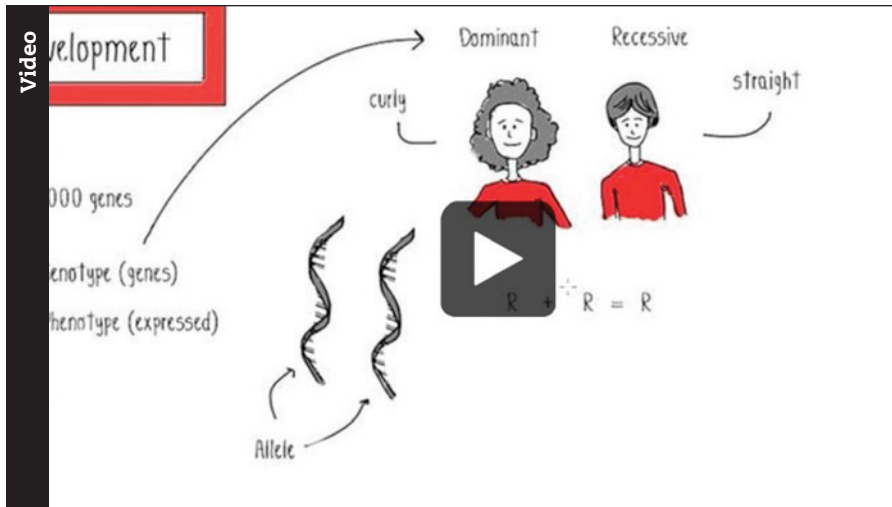 Video
velopment
Dominant
Recessive
curly
straight
000 genes
enotype (genes)
henotype (expressed)
R + R = R
Allele